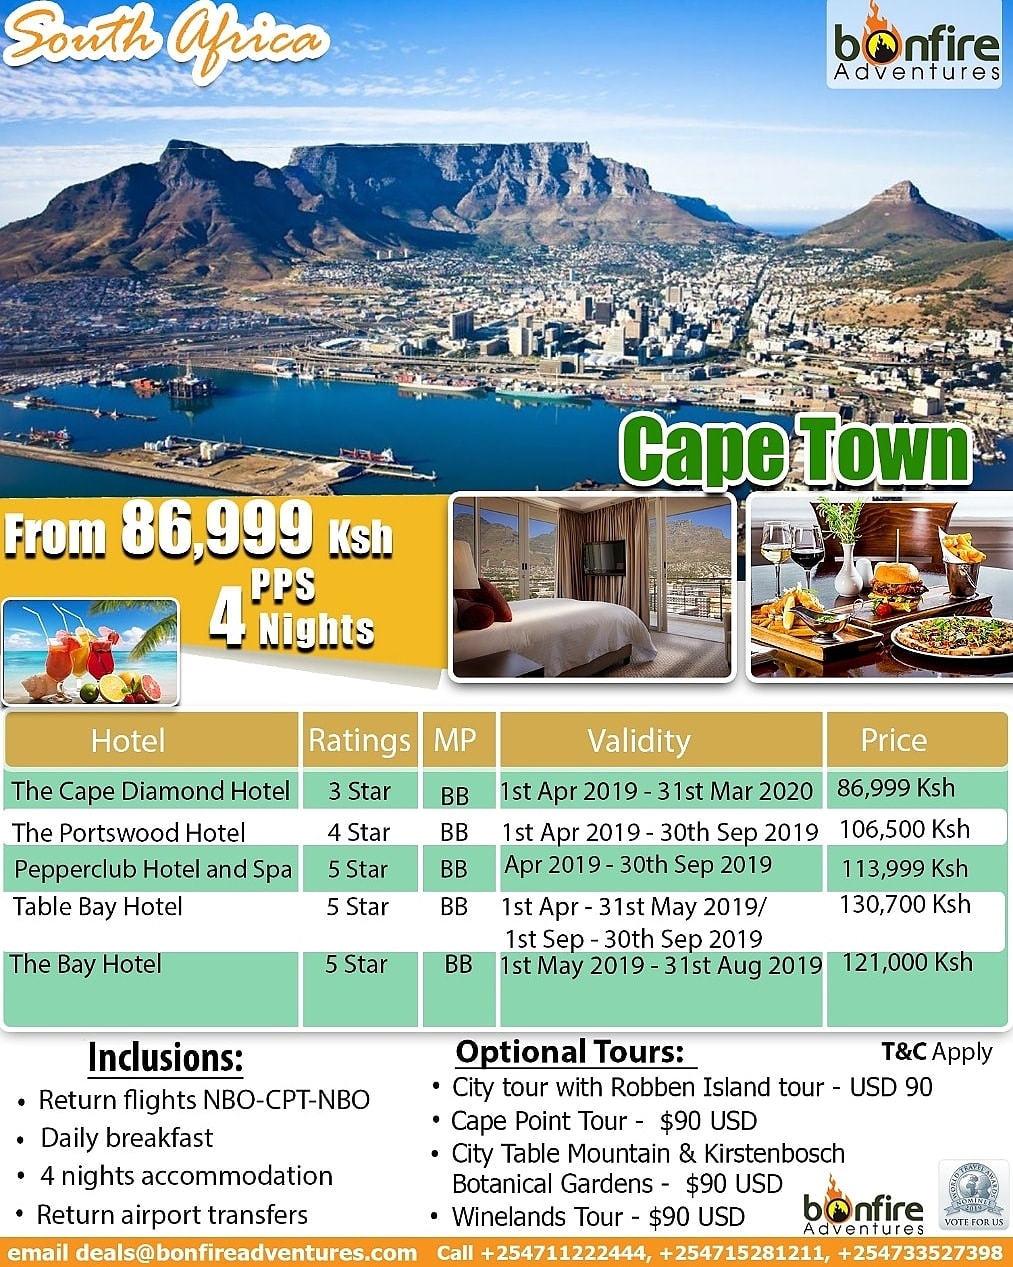 South Africa
bonfire
Adventures
Cape Town
From 86,999 Ksh
PPS
4 Nights
Hotel Ratings MP Validity Price
The Cape Diamond Hotel 3 Star BB 1st Apr 2019 - 31st Mar 2020 86,999 Ksh
The Portswood Hotel 4 Star BB 1st Apr 2019 - 30th Sep 2019 106,500 Ksh
Pepperclub Hotel and Spa 5 Star BB Apr 2019 - 30th Sep 2019 113,999 Ksh
Table Bay Hotel 5 Star BB 1st Apr - 31st May 2019/ 130,700 Ksh
1st Sep - 30th Sep 2019
The Bay Hotel 5 Star BB 1st May 2019 - 31st Aug 2019 121,000 Ksh
Inclusions:
• Return flights NBO-CPT-NBO
• Daily breakfast
• 4 nights accommodation
• Return airport transfers
Optional Tours:
T&C Apply
• City tour with Robben Island tour - USD 90
• Cape Point Tour - $90 USD
• City Table Mountain & Kirstenbosch
Botanical Gardens - $90 USD
• Winelands Tour - $90 USD
bonfire
Adventures
WORLD TRAVEL AWARDS
NOMINEE
VOTE FOR US
email deals@bonfireadventures.com Call +254711222444, +254715281211, +254733527398